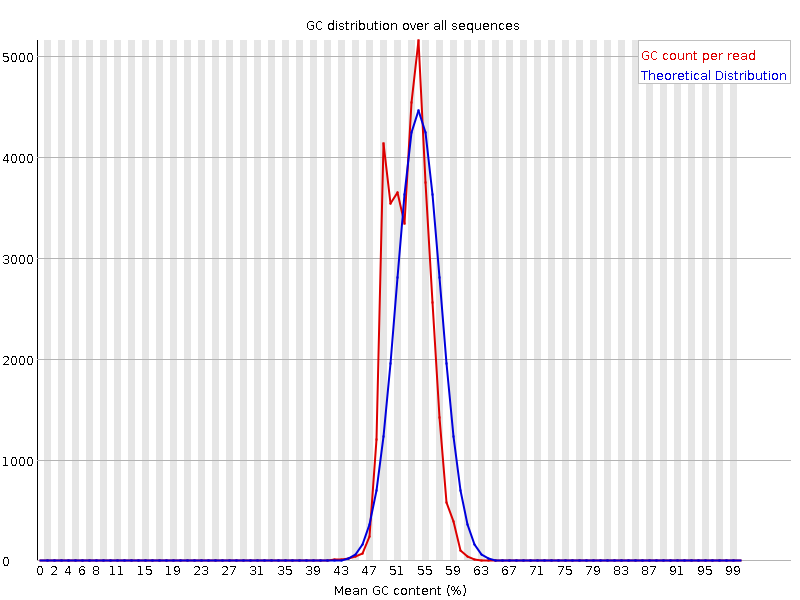 GC distribution over all sequences
GC count per read
Theoretical Distribution
5000
4000
3000
2000
1000
0
0 2 4 6 8 11 15 19 23 27 31 35 39 43 47 51 55 59 63 67 71 75 79 83 87 91 95 99
Mean GC content (%)